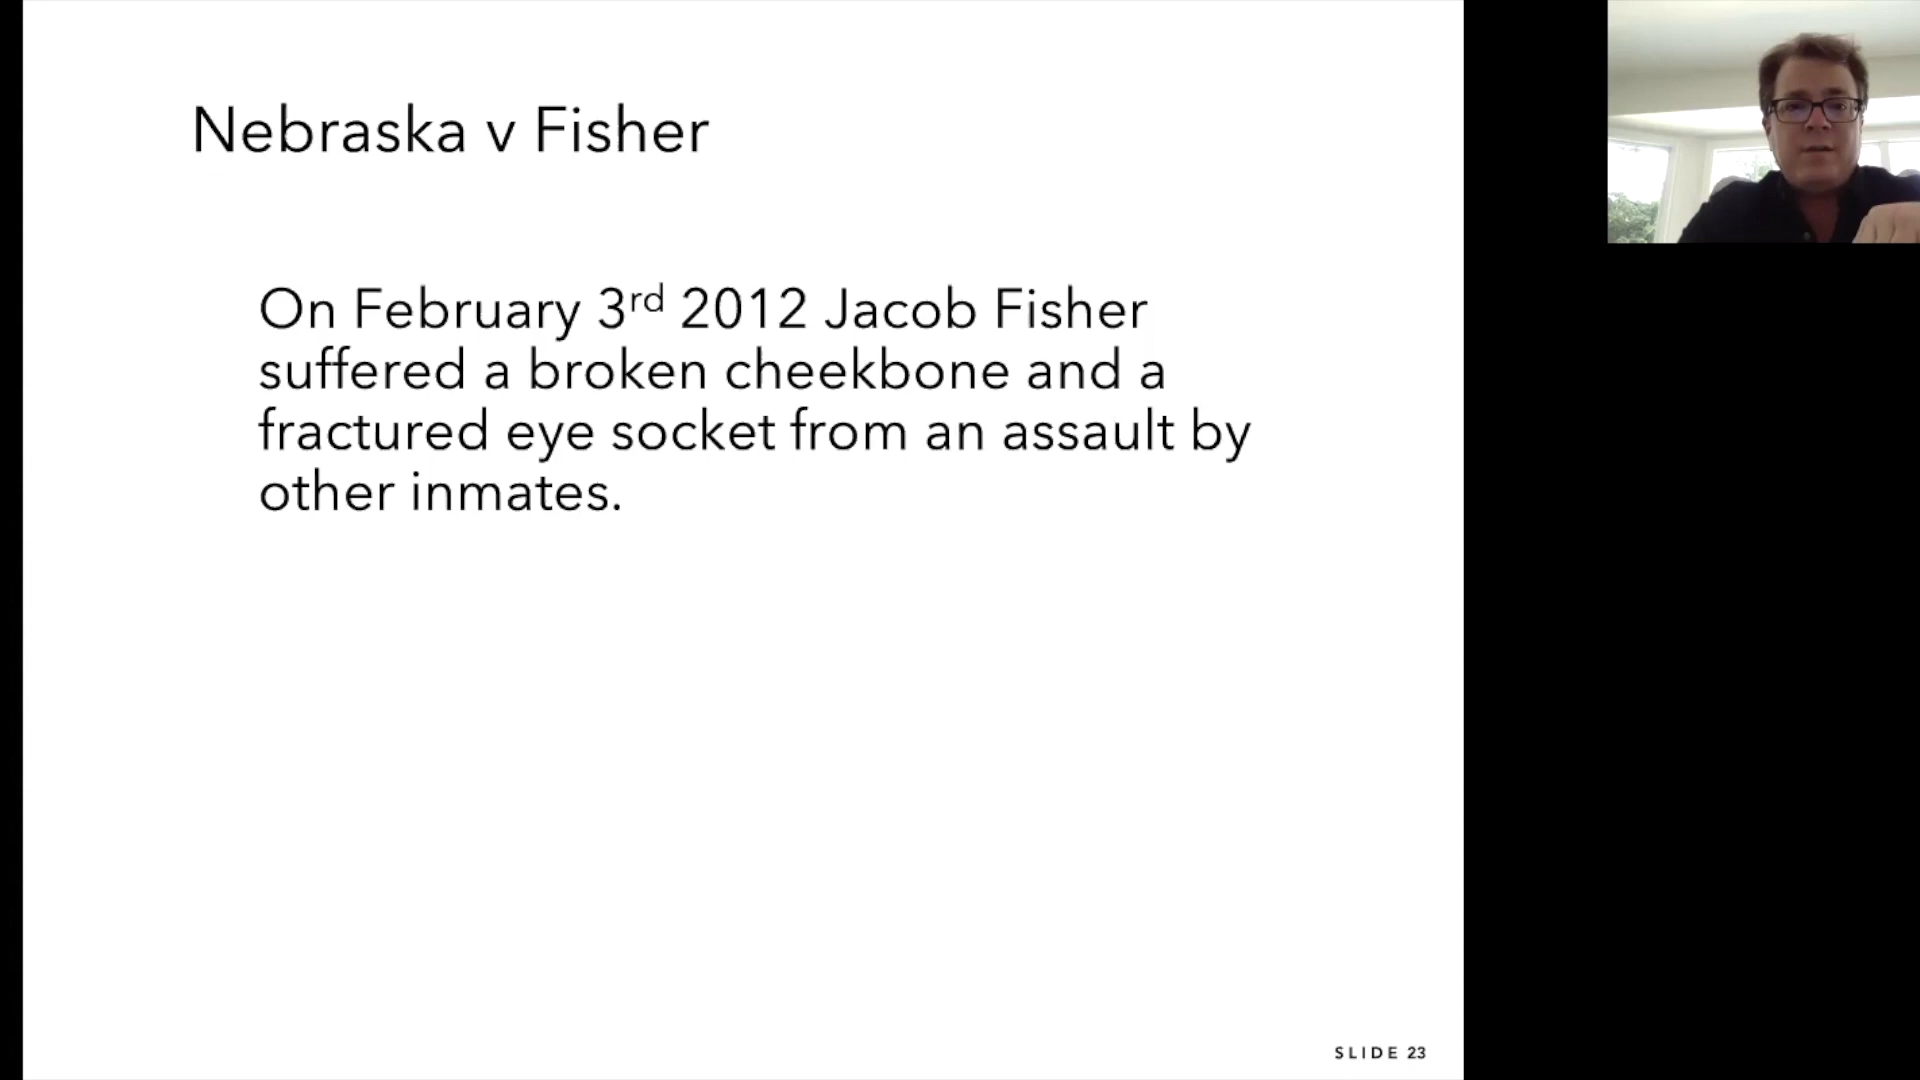 Nebraska v Fisher
On February 3rd 2012 Jacob Fisher
suffered a broken cheekbone and a
fractured eye socket from an assault by
other inmates.
SLIDE 23